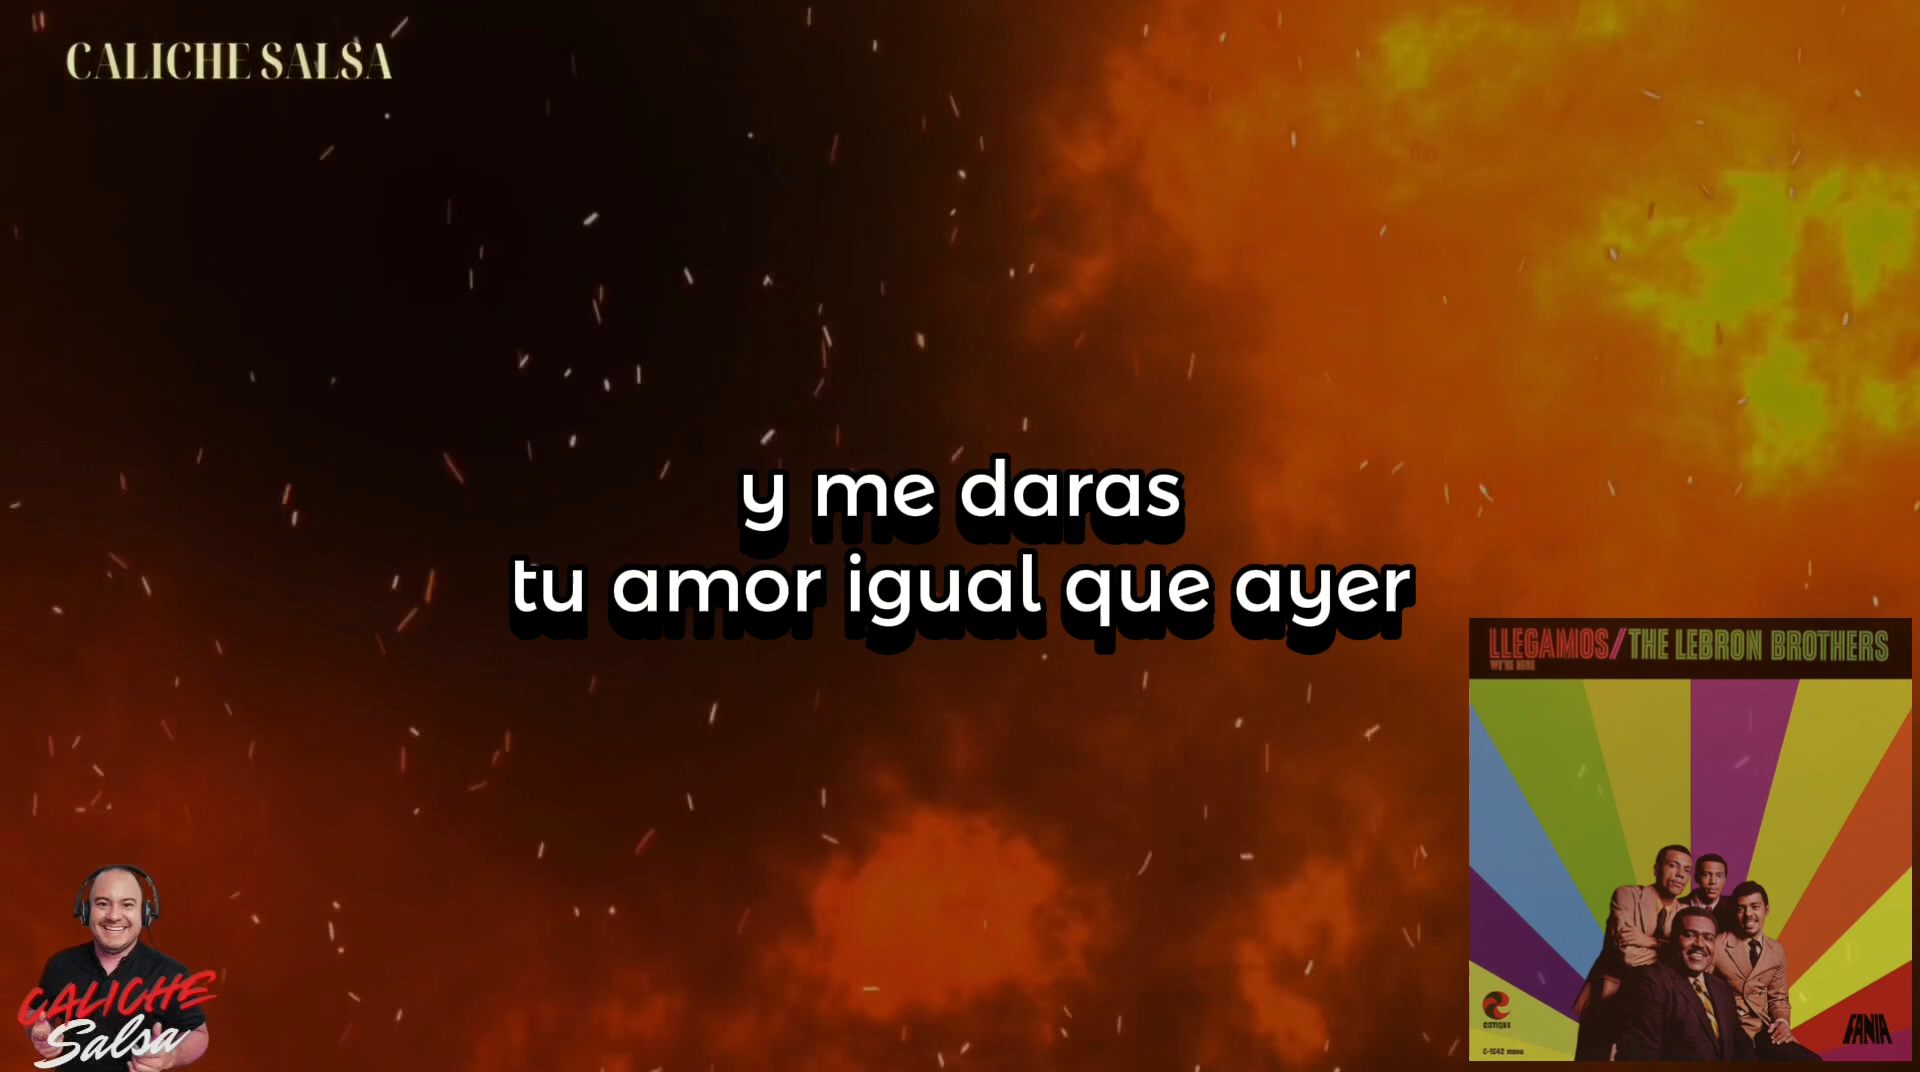 CALICHE SALSA
y me daras
tu amor igual que ayer
LLEGAMOS/THE LEBRON BROTHERS
WE'RE HERE
CALICHE
Salsa
COTIQUE
FANIA
C-1042 mono